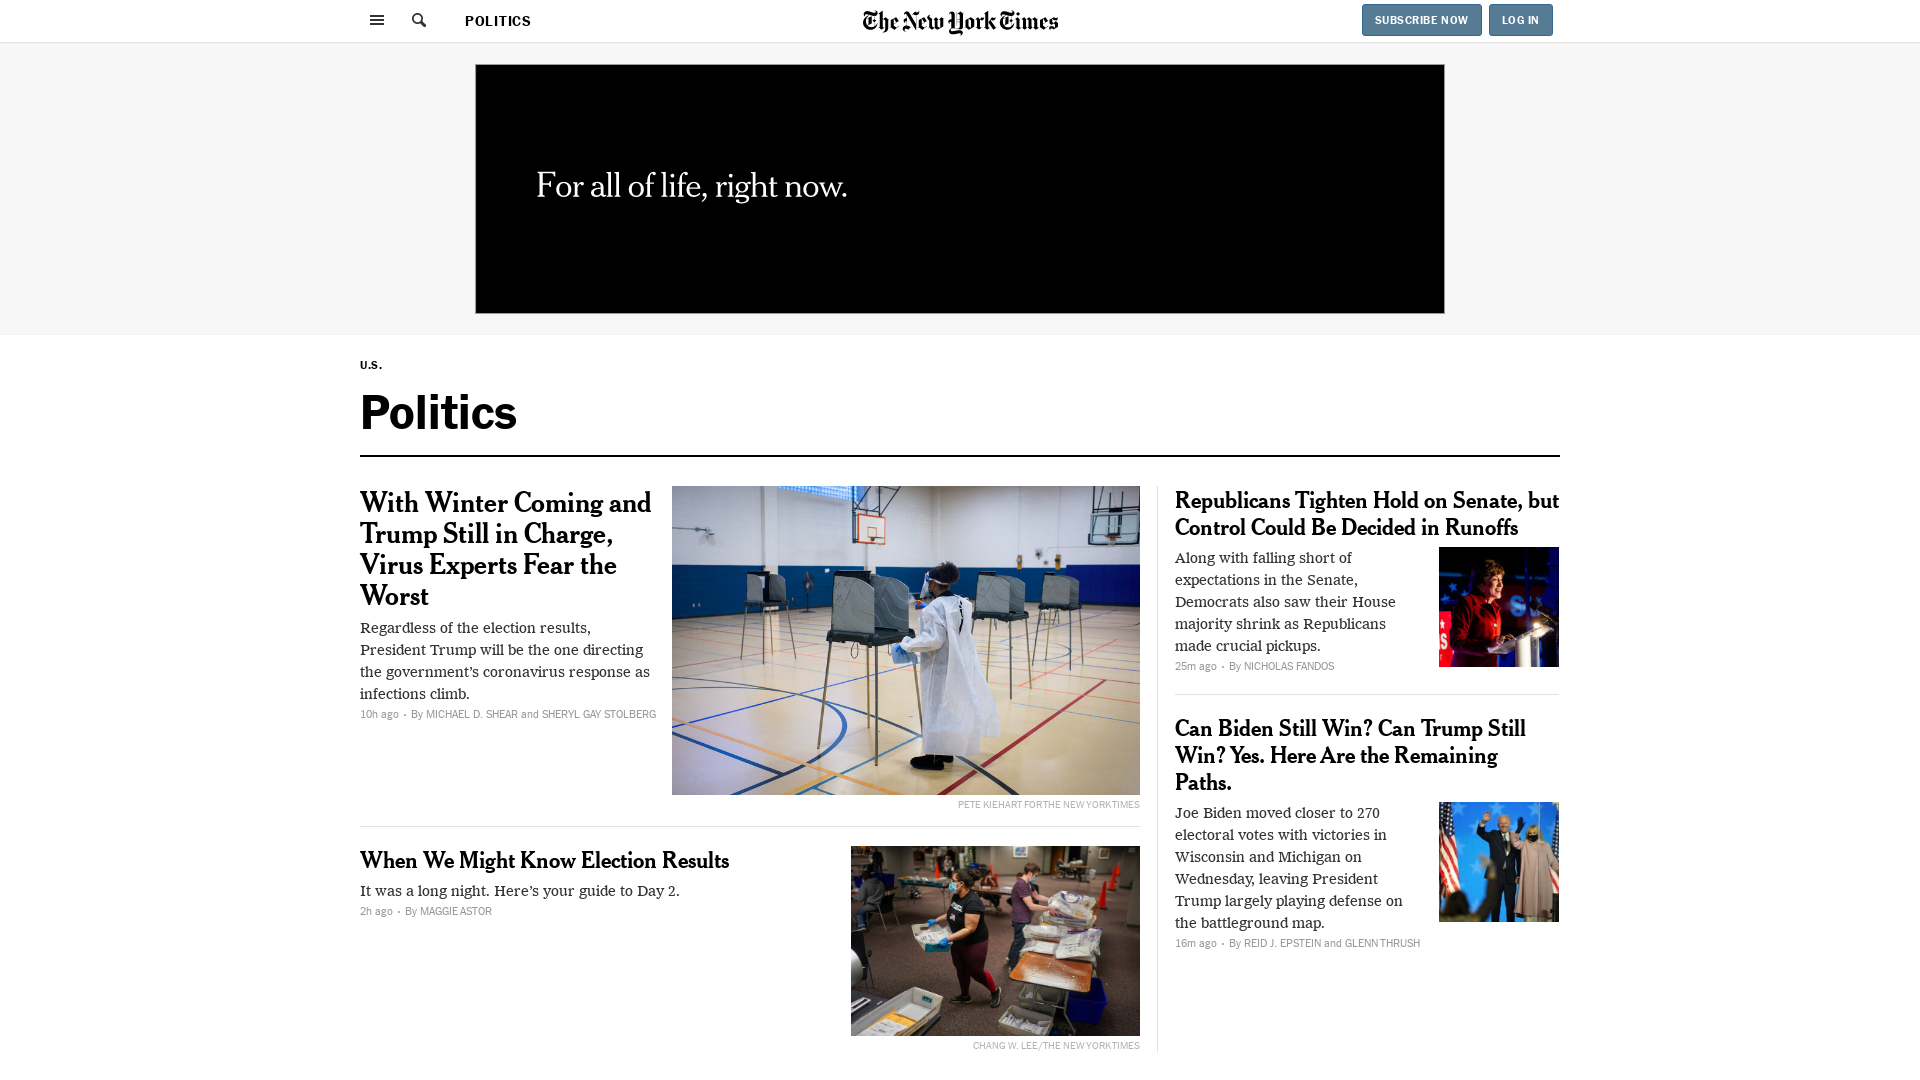 POLITICS
The New York Times
SUBSCRIBE NOW
LOG IN
For all of life, right now.
U.S.
Politics
With Winter Coming and
Trump Still in Charge,
Virus Experts Fear the
Worst
Regardless of the election results,
President Trump will be the one directing
the government’s coronavirus response as
infections climb.
10h ago · By MICHAEL D. SHEAR and SHERYL GAY STOLBERG
PETE KIEHART FOR THE NEW YORK TIMES
When We Might Know Election Results
It was a long night. Here’s your guide to Day 2.
2h ago · By MAGGIE ASTOR
CHANG W. LEE/THE NEW YORK TIMES
Republicans Tighten Hold on Senate, but
Control Could Be Decided in Runoffs
Along with falling short of
expectations in the Senate,
Democrats also saw their House
majority shrink as Republicans
made crucial pickups.
25m ago · By NICHOLAS FANDOS
Can Biden Still Win? Can Trump Still
Win? Yes. Here Are the Remaining
Paths.
Joe Biden moved closer to 270
electoral votes with victories in
Wisconsin and Michigan on
Wednesday, leaving President
Trump largely playing defense on
the battleground map.
16m ago · By REID J. EPSTEIN and GLENN THRUSH